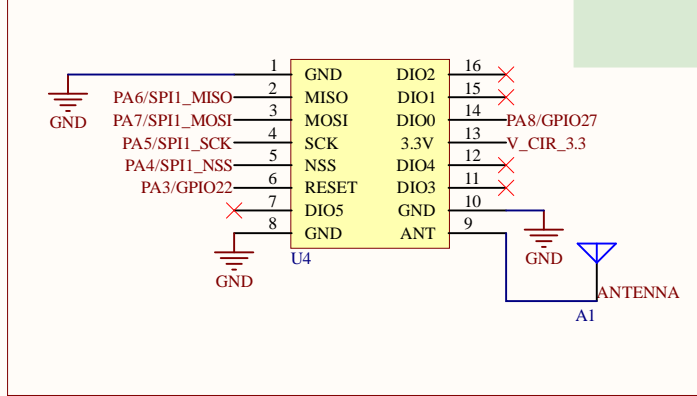 1 GND DIO2 16
PA6/SPI1_MISO 2 MISO DIO1 15
GND PA7/SPI1_MOSI 3 MOSI DIO0 14 PA8/GPIO27
PA5/SPI1_SCK 4 SCK 3.3V 13 V_CIR_3.3
PA4/SPI1_NSS 5 NSS DIO4 12
PA3/GPIO22 6 RESET DIO3 11
7 DIO5 GND 10
8 GND ANT 9
U4 GND
GND
ANTENNA
A1